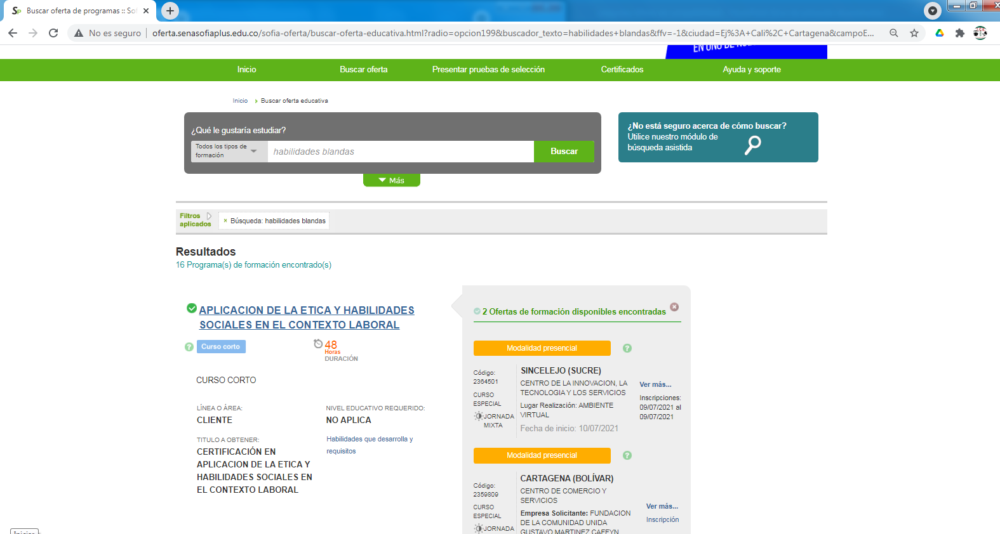 Buscar oferta de programas :: Sof
No es seguro
oferta.senasofiaplus.edu.co/sofia-oferta/buscar-oferta-educativa.html?radio=opcion199&buscador_texto=habilidades+blandas&ffv=-1&ciudad=Ej%3A+Cali%2C+Cartagena&campoE...
EN UNO DE
Inicio
Buscar oferta
Presentar pruebas de selección
Certificados
Ayuda y soporte
Inicio
Buscar oferta educativa
¿Qué le gustaría estudiar?
Todos los tipos de
formación
habilidades blandas
Buscar
Más
¿No está seguro acerca de cómo buscar?
Utilice nuestro módulo de
búsqueda asistida
Filtros
aplicados
× Búsqueda: habilidades blandas
Resultados
16 Programa(s) de formación encontrado(s)
APLICACION DE LA ETICA Y HABILIDADES
SOCIALES EN EL CONTEXTO LABORAL
? Curso corto
48
Horas
DURACIÓN
CURSO CORTO
LÍNEA O ÁREA:
CLIENTE
NIVEL EDUCATIVO REQUERIDO:
NO APLICA
TITULO A OBTENER:
CERTIFICACIÓN EN
APLICACION DE LA ETICA Y
HABILIDADES SOCIALES EN
EL CONTEXTO LABORAL
Habilidades que desarrolla y
requisitos
2 Ofertas de formación disponibles encontradas
Modalidad presencial ?
Código:
2364501
CURSO
ESPECIAL
JORNADA
MIXTA
SINCELEJO (SUCRE)
CENTRO DE LA INNOVACION, LA
TECNOLOGIA Y LOS SERVICIOS
Lugar Realización: AMBIENTE
VIRTUAL
Fecha de inicio: 10/07/2021
Ver más...
Inscripciones:
09/07/2021 al
09/07/2021
Modalidad presencial ?
Código:
2359809
CURSO
ESPECIAL
JORNADA
CARTAGENA (BOLÍVAR)
CENTRO DE COMERCIO Y
SERVICIOS
Empresa Solicitante: FUNDACION
DE LA COMUNIDAD UNIDA
GUSTAVO MARTINEZ CAFFYN
Ver más...
Inscripción